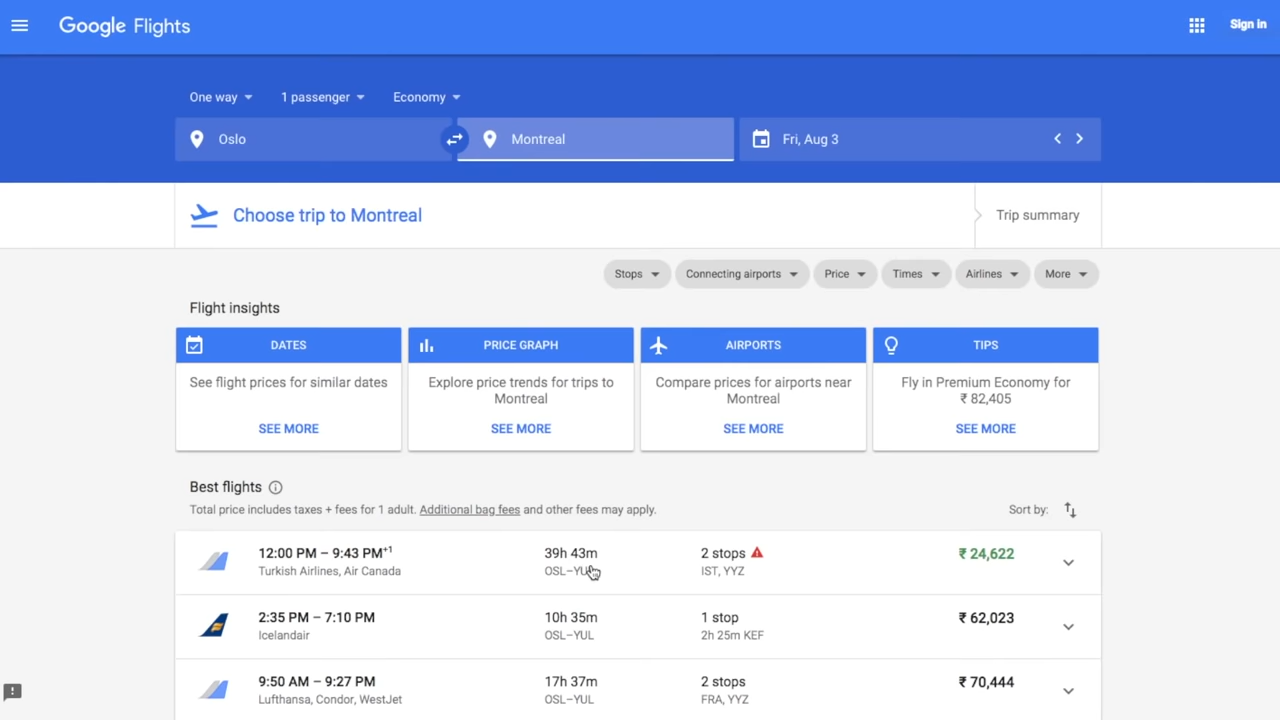 Google Flights
Sign in
One way 1 passenger Economy
Oslo Montreal Fri, Aug 3
Choose trip to Montreal Trip summary
Stops Connecting airports Price Times Airlines More
Flight insights
DATES
See flight prices for similar dates
SEE MORE
PRICE GRAPH
Explore price trends for trips to
Montreal
SEE MORE
AIRPORTS
Compare prices for airports near
Montreal
SEE MORE
TIPS
Fly in Premium Economy for
₹ 82,405
SEE MORE
Best flights
Total price includes taxes + fees for 1 adult. Additional bag fees and other fees may apply. Sort by:
12:00 PM – 9:43 PM+1 39h 43m 2 stops ₹ 24,622
Turkish Airlines, Air Canada IST, YYZ
2:35 PM – 7:10 PM 10h 35m 1 stop ₹ 62,023
Icelandair OSL–YUL 2h 25m KEF
9:50 AM – 9:27 PM 17h 37m 2 stops ₹ 70,444
Lufthansa, Condor, WestJet OSL–YUL FRA, YYZ